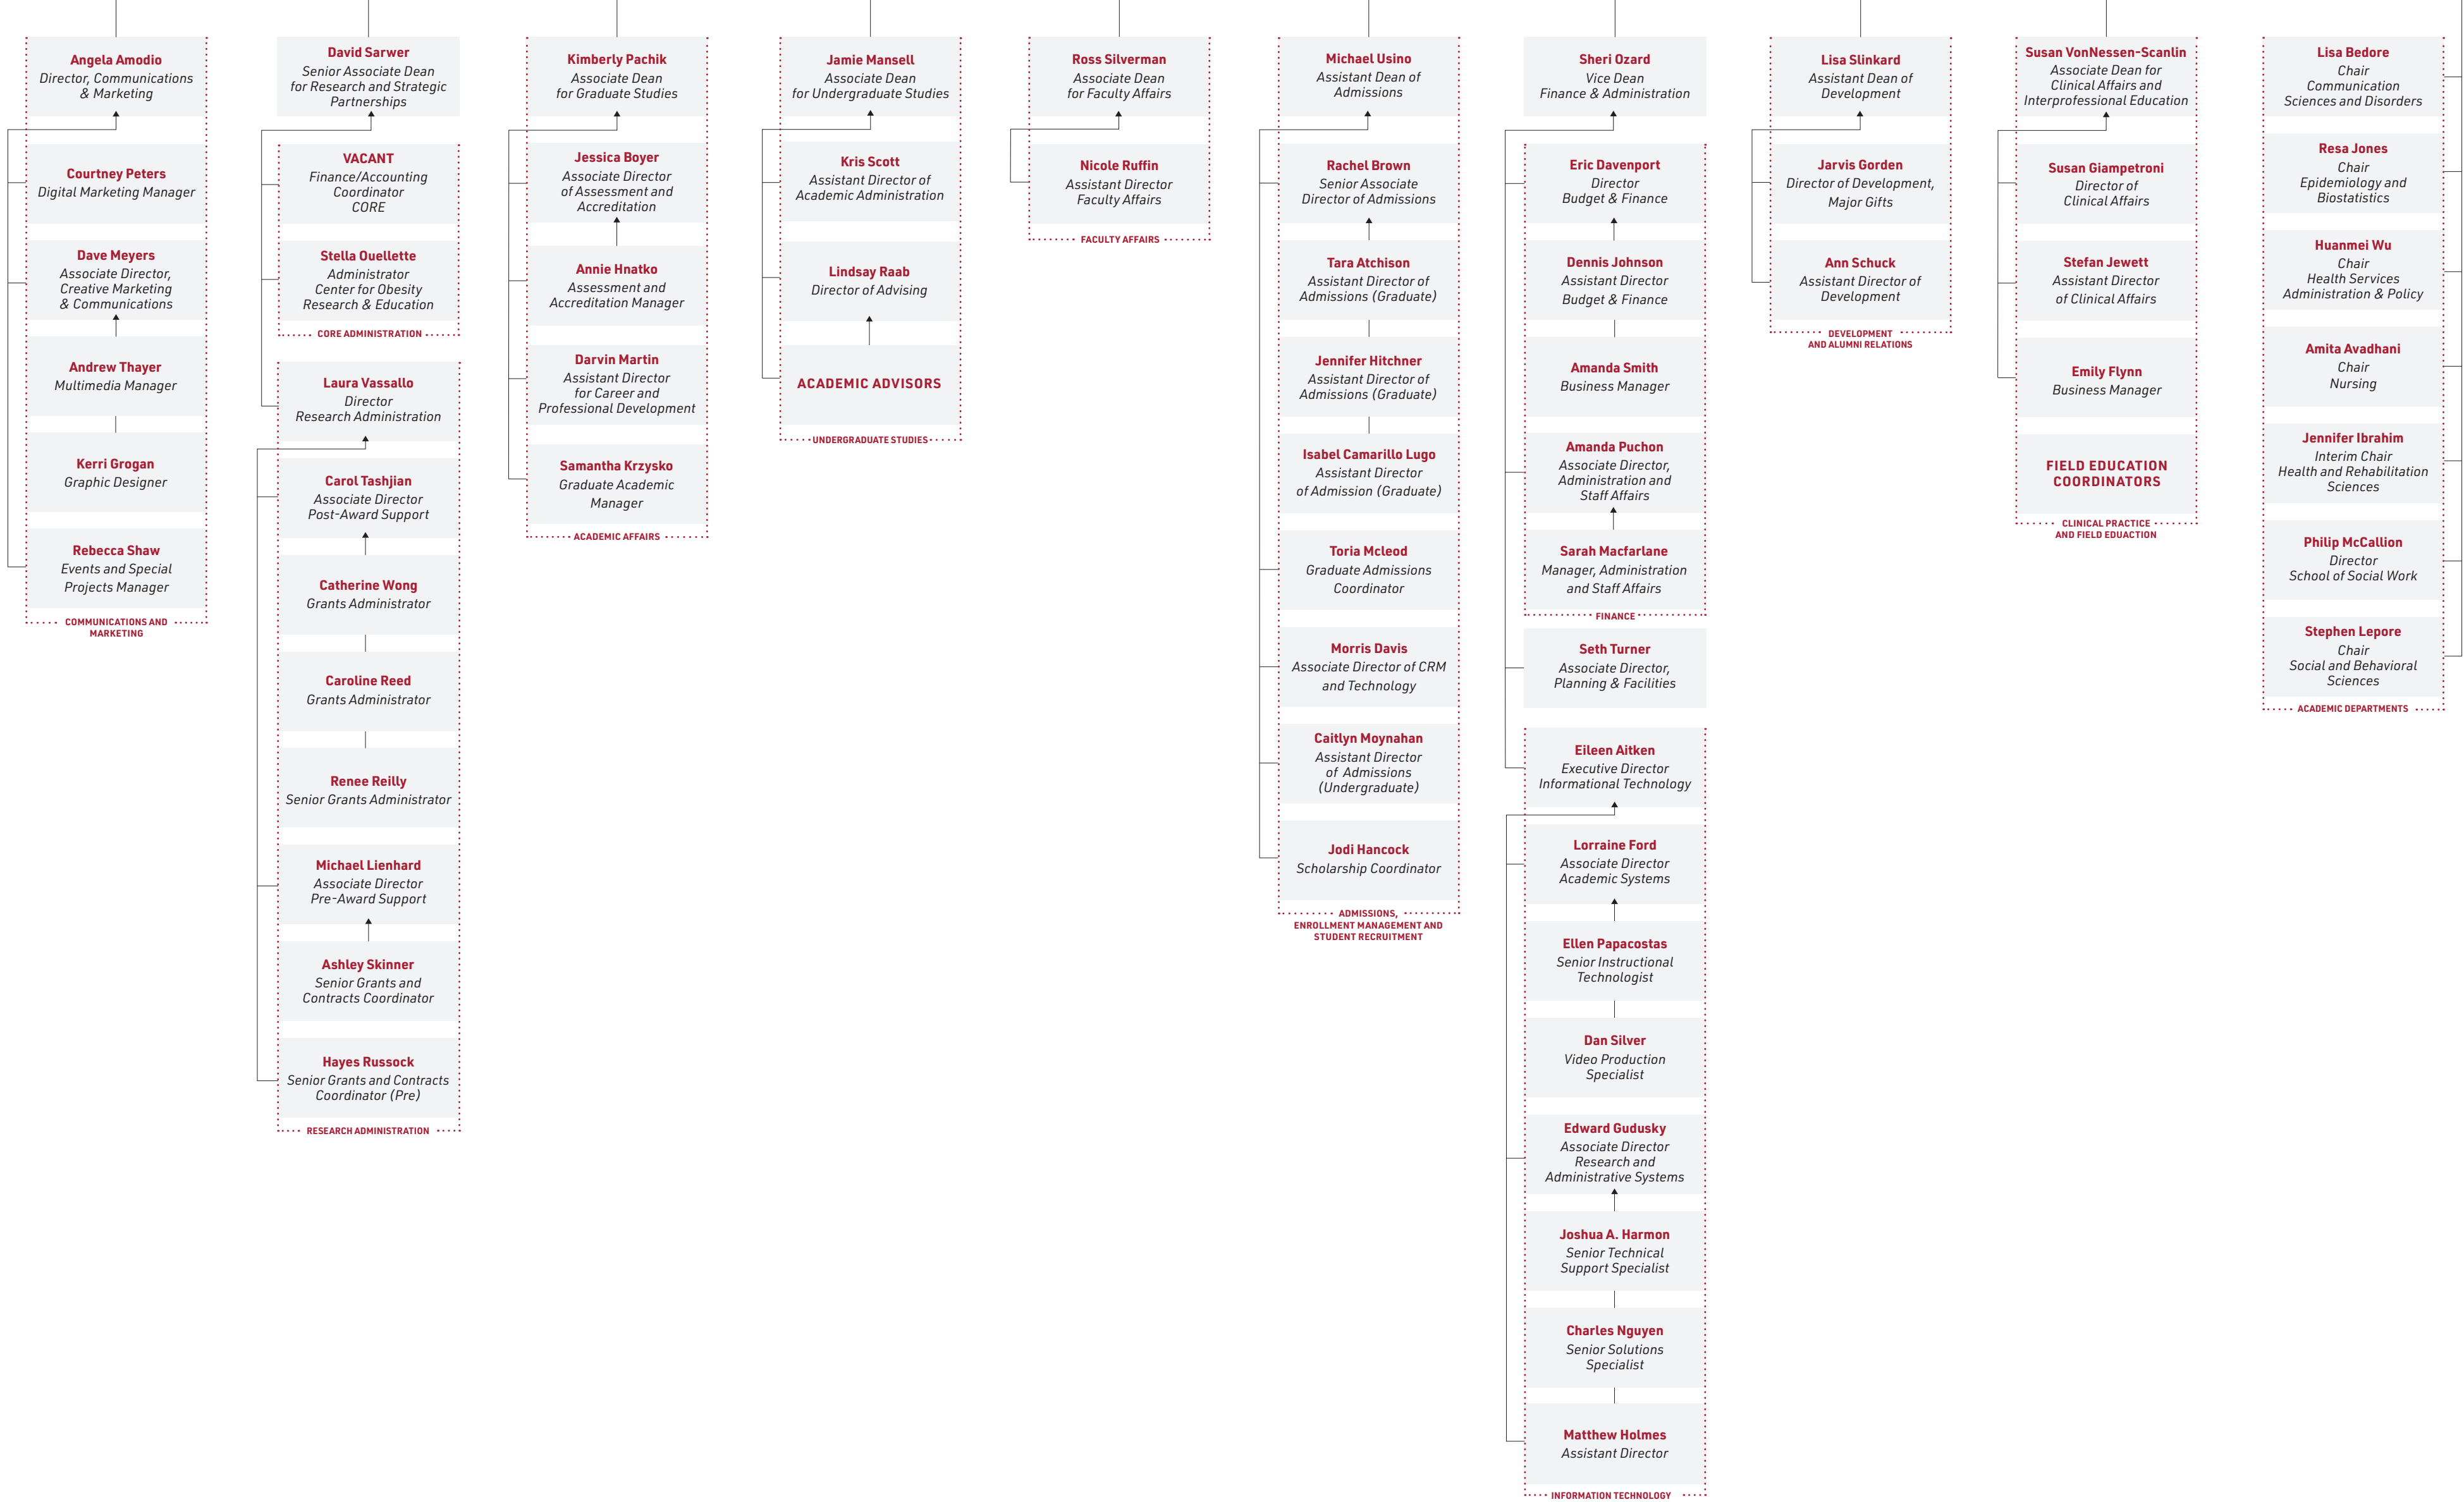 Angela Amodio
Director, Communications
& Marketing
Courtney Peters
Digital Marketing Manager
Dave Meyers
Associate Director,
Creative Marketing
& Communications
Andrew Thayer
Multimedia Manager
Kerri Grogan
Graphic Designer
Rebecca Shaw
Events and Special
Projects Manager
COMMUNICATIONS AND
MARKETING
David Sarwer
Senior Associate Dean
for Research and Strategic
Partnerships
VACANT
Finance/Accounting
Coordinator
CORE
Stella Ouellette
Administrator
Center for Obesity
Research & Education
CORE ADMINISTRATION
Laura Vassallo
Director
Research Administration
Carol Tashjian
Associate Director
Post-Award Support
Catherine Wong
Grants Administrator
Caroline Reed
Grants Administrator
Renee Reilly
Senior Grants Administrator
Michael Lienhard
Associate Director
Pre-Award Support
Ashley Skinner
Senior Grants and
Contracts Coordinator
Hayes Russock
Senior Grants and Contracts
Coordinator (Pre)
RESEARCH ADMINISTRATION
Kimberly Pachik
Associate Dean
for Graduate Studies
Jessica Boyer
Associate Director
of Assessment and
Accreditation
Annie Hnatko
Assessment and
Accreditation Manager
Darvin Martin
Assistant Director
for Career and
Professional Development
Samantha Krzysko
Graduate Academic
Manager
ACADEMIC AFFAIRS
Jamie Mansell
Associate Dean
for Undergraduate Studies
Kris Scott
Assistant Director of
Academic Administration
Lindsay Raab
Director of Advising
ACADEMIC ADVISORS
UNDERGRADUATE STUDIES
Ross Silverman
Associate Dean
for Faculty Affairs
Nicole Ruffin
Assistant Director
Faculty Affairs
FACULTY AFFAIRS
Michael Usino
Assistant Dean of
Admissions
Rachel Brown
Senior Associate
Director of Admissions
Tara Atchison
Assistant Director of
Admissions (Graduate)
Jennifer Hitchner
Assistant Director of
Admissions (Graduate)
Isabel Camarillo Lugo
Assistant Director
of Admission (Graduate)
Toria Mcleod
Graduate Admissions
Coordinator
Morris Davis
Associate Director of CRM
and Technology
Caitlyn Moynahan
Assistant Director
of Admissions
(Undergraduate)
Jodi Hancock
Scholarship Coordinator
ADMISSIONS,
ENROLLMENT MANAGEMENT AND
STUDENT RECRUITMENT
Sheri Ozard
Vice Dean
Finance & Administration
Eric Davenport
Director
Budget & Finance
Dennis Johnson
Assistant Director
Budget & Finance
Amanda Smith
Business Manager
Amanda Puchon
Associate Director,
Administration and
Staff Affairs
Sarah Macfarlane
Manager, Administration
and Staff Affairs
FINANCE
Seth Turner
Associate Director,
Planning & Facilities
Eileen Aitken
Executive Director
Informational Technology
Lorraine Ford
Associate Director
Academic Systems
Ellen Papacostas
Senior Instructional
Technologist
Dan Silver
Video Production
Specialist
Edward Gudusky
Associate Director
Research and
Administrative Systems
Joshua A. Harmon
Senior Technical
Support Specialist
Charles Nguyen
Senior Solutions
Specialist
Matthew Holmes
Assistant Director
INFORMATION TECHNOLOGY
Lisa Slinkard
Assistant Dean of
Development
Jarvis Gorden
Director of Development,
Major Gifts
Ann Schuck
Assistant Director of
Development
DEVELOPMENT
AND ALUMNI RELATIONS
Susan VonNessen-Scanlin
Associate Dean for
Clinical Affairs and
Interprofessional Education
Susan Giampetroni
Director of
Clinical Affairs
Stefan Jewett
Assistant Director
of Clinical Affairs
Emily Flynn
Business Manager
FIELD EDUCATION
COORDINATORS
CLINICAL PRACTICE
AND FIELD EDUACTION
Lisa Bedore
Chair
Communication
Sciences and Disorders
Resa Jones
Chair
Epidemiology and
Biostatistics
Huanmei Wu
Chair
Health Services
Administration & Policy
Amita Avadhani
Chair
Nursing
Jennifer Ibrahim
Interim Chair
Health and Rehabilitation
Sciences
Philip McCallion
Director
School of Social Work
Stephen Lepore
Chair
Social and Behavioral
Sciences
ACADEMIC DEPARTMENTS